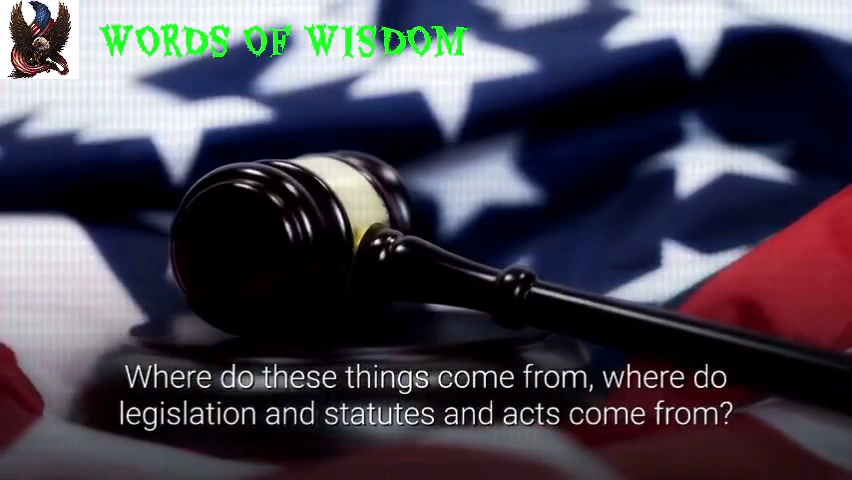 WORDS OF WISDOM
Where do these things come from, where do
legislation and statutes and acts come from?